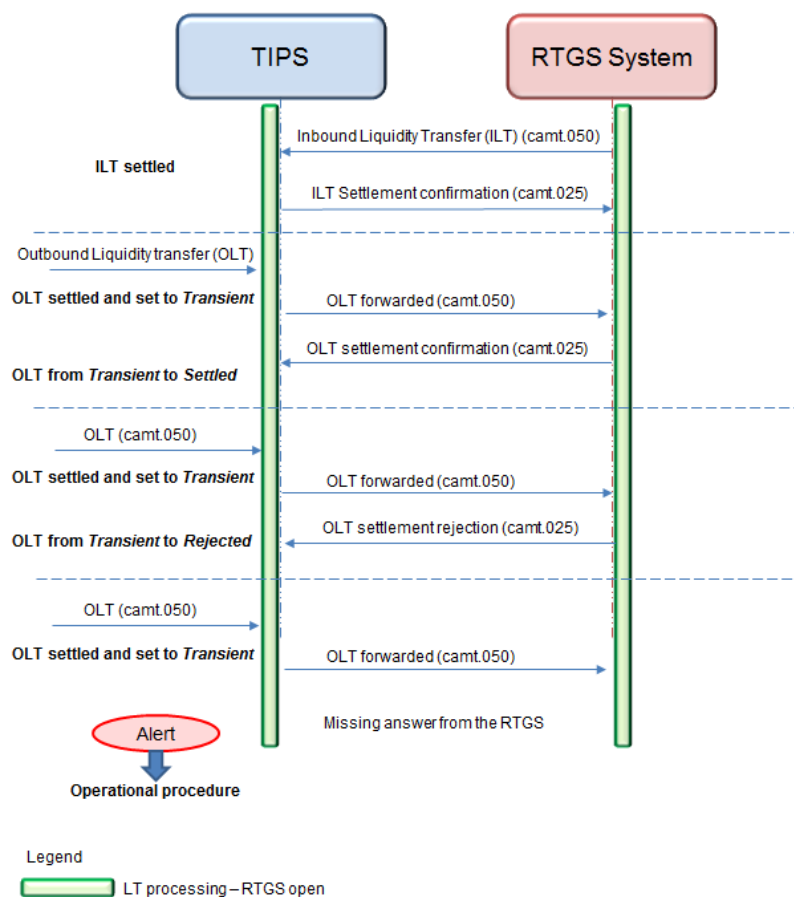 TIPS
RTGS System
Inbound Liquidity Transfer (ILT) (camt.050)
ILT settled
ILT Settlement confirmation (camt.025)
Outbound Liquidity transfer (OLT)
OLT settled and set to Transient
OLT forwarded (camt.050)
OLT settlement confirmation (camt.025)
OLT from Transient to Settled
OLT (camt.050)
OLT settled and set to Transient
OLT forwarded (camt.050)
OLT settlement rejection (camt.025)
OLT from Transient to Rejected
OLT (camt.050)
OLT settled and set to Transient
OLT forwarded (camt.050)
Missing answer from the RTGS
Alert
Operational procedure
Legend
LT processing – RTGS open